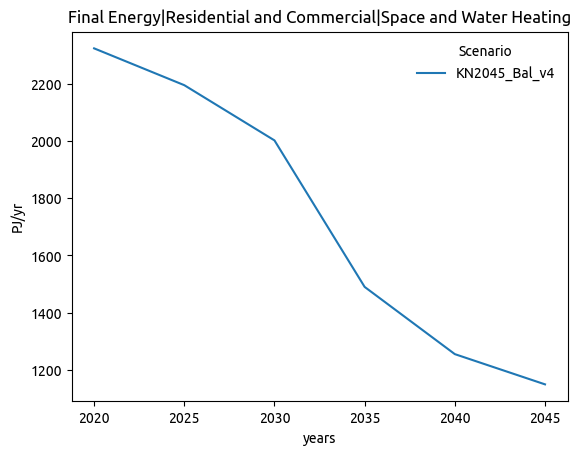 Final Energy|Residential and Commercial|Space and Water Heating
Scenario
KN2045_Bal_v4
PJ/yr
2200
2000
1800
1600
1400
1200
2020 2025 2030 2035 2040 2045
years